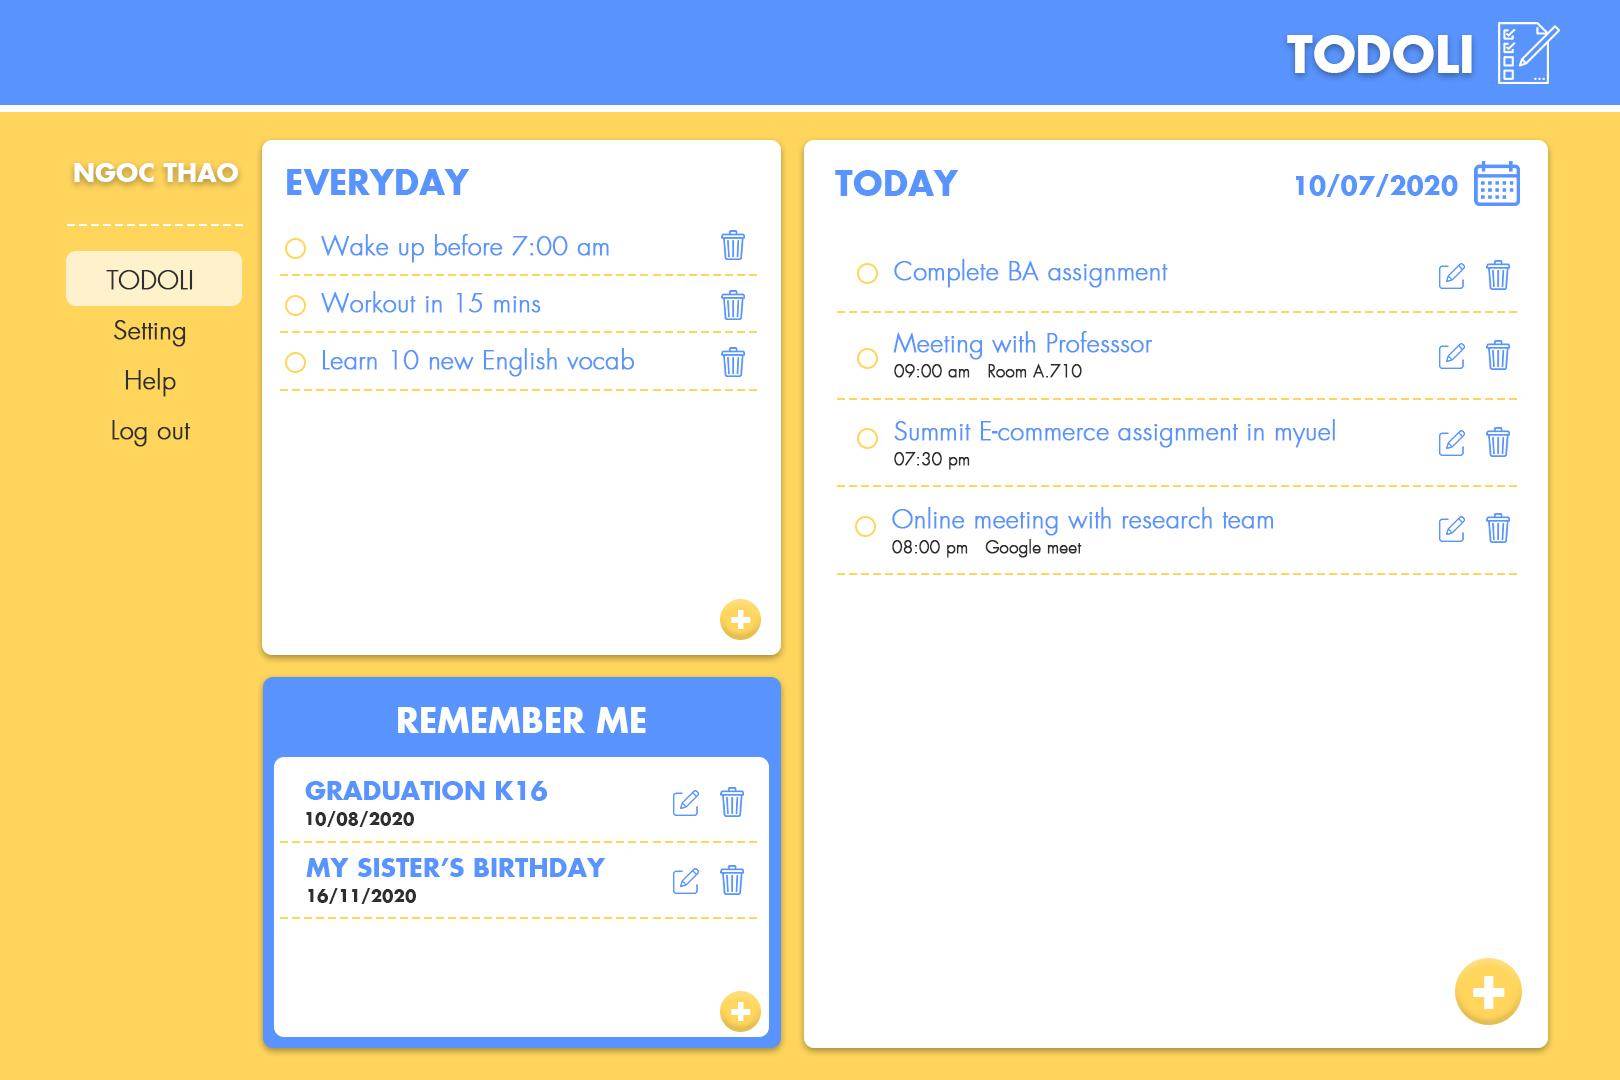 TODOLI
NGOC THAO
TODOLI
Setting
Help
Log out
EVERYDAY
Wake up before 7:00 am
Workout in 15 mins
Learn 10 new English vocab
REMEMBER ME
GRADUATION K16
10/08/2020
MY SISTER'S BIRTHDAY
16/11/2020
TODAY 10/07/2020
Complete BA assignment
Meeting with Professsor
09:00 am Room A.710
Summit E-commerce assignment in myuel
07:30 pm
Online meeting with research team
08:00 pm Google meet